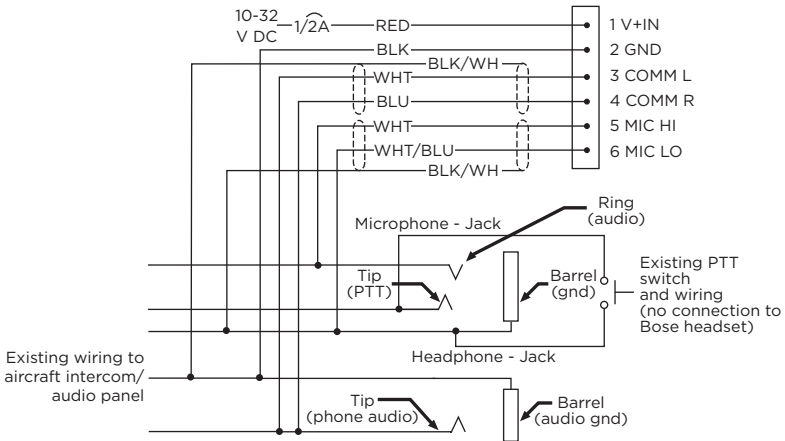 10-32
V DC
1/2A
RED
1 V+IN
BLK
2 GND
BLK/WH
WHT
3 COMM L
BLU
4 COMM R
WHT
5 MIC HI
WHT/BLU
6 MIC LO
BLK/WH
Ring
(audio)
Microphone - Jack
Tip
(PTT)
Barrel
(gnd)
Existing PTT
switch
and wiring
(no connection to
Bose headset)
Headphone - Jack
Existing wiring to
aircraft intercom/
audio panel
Tip
(phone audio)
Barrel
(audio gnd)